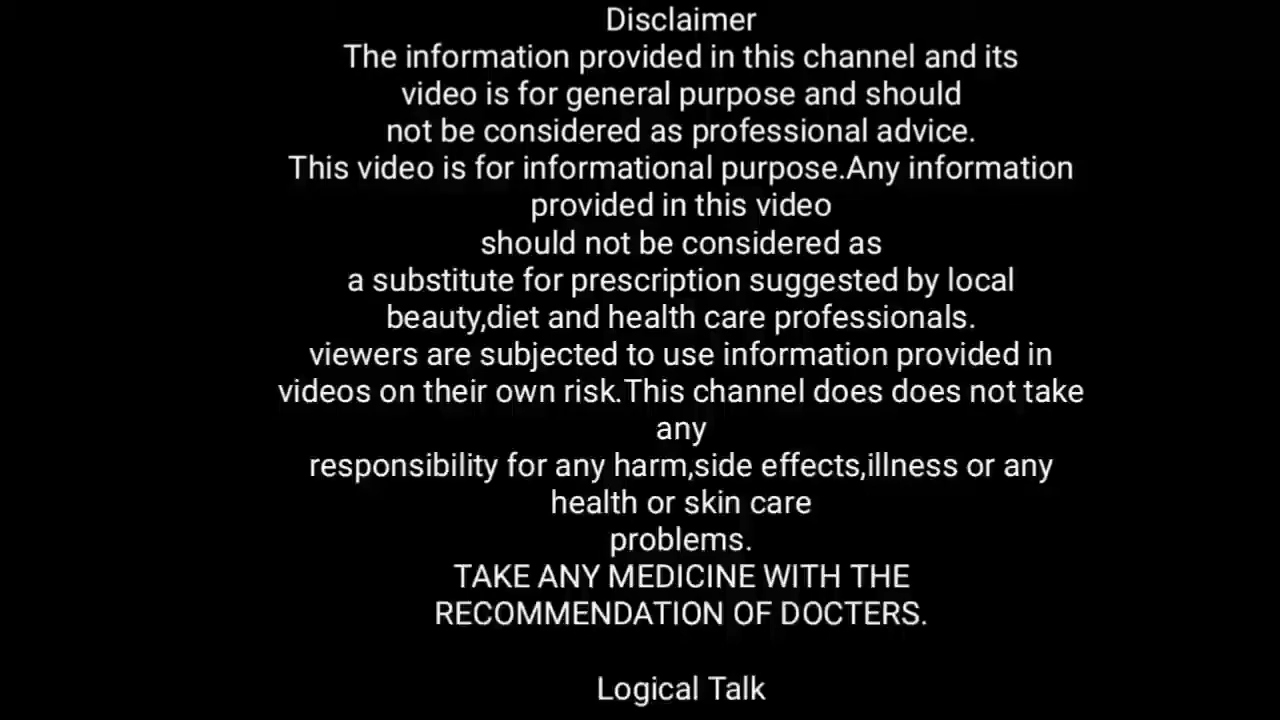 Disclaimer
The information provided in this channel and its
video is for general purpose and should
not be considered as professional advice.
This video is for informational purpose.Any information
provided in this video
should not be considered as
a substitute for prescription suggested by local
beauty,diet and health care professionals.
viewers are subjected to use information provided in
videos on their own risk.This channel does does not take
any
responsibility for any harm,side effects,illness or any
health or skin care
problems.
TAKE ANY MEDICINE WITH THE
RECOMMENDATION OF DOCTERS.
Logical Talk